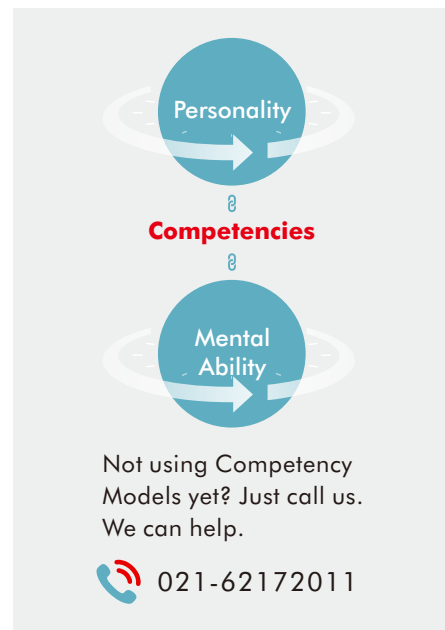 Personality
Competencies
Mental
Ability
Not using Competency
Models yet? Just call us.
We can help.
021-62172011